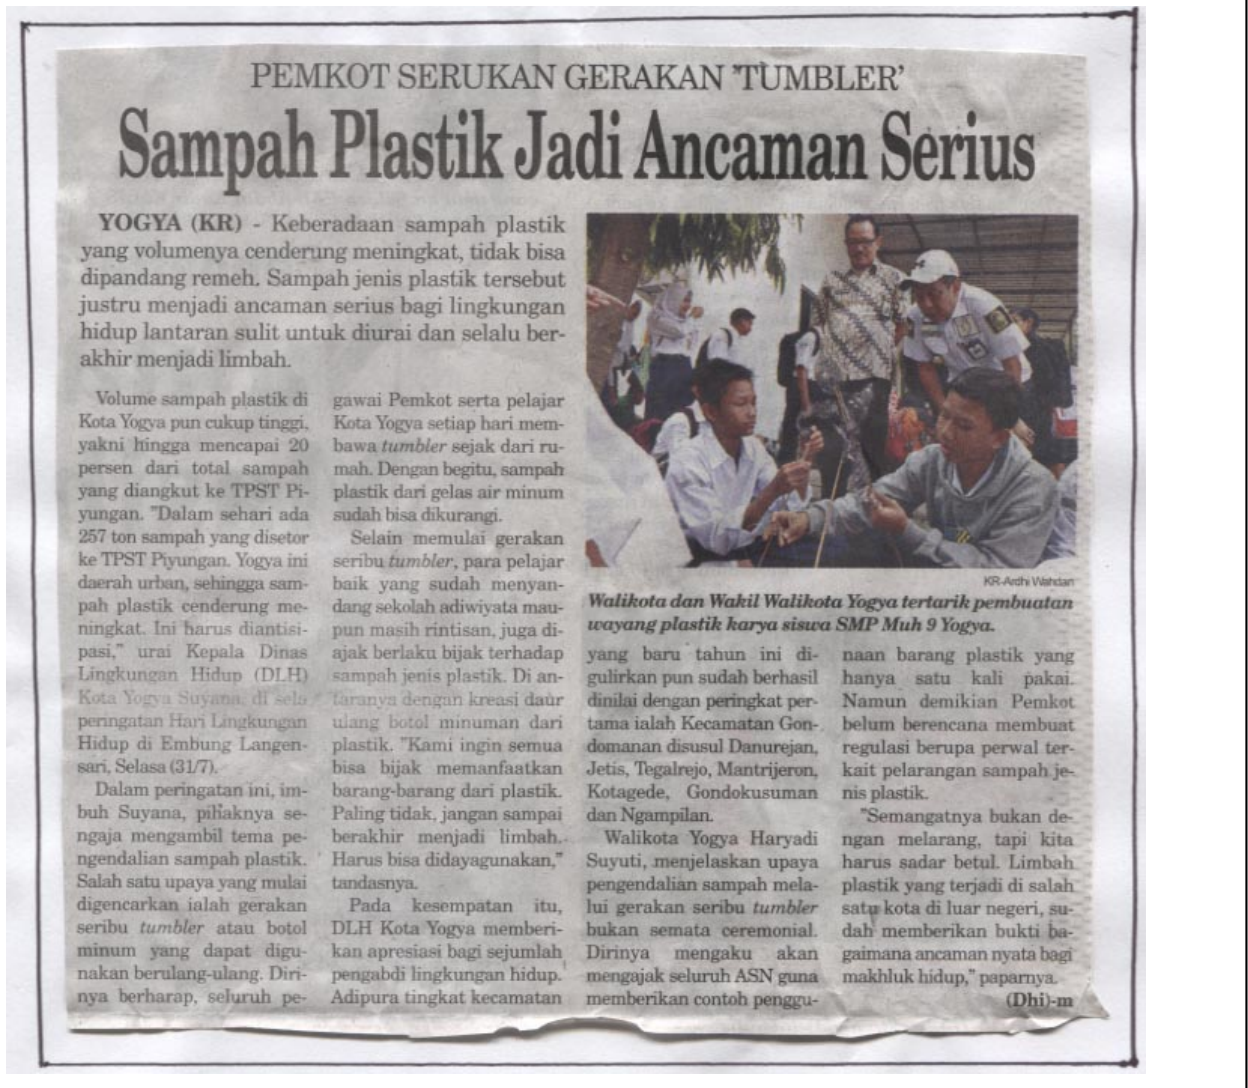 PEMKOT SERUKAN GERAKAN 'TUMBLER'
Sampah Plastik Jadi Ancaman Serius
YOGYA (KR) - Keberadaan sampah plastik
yang volumenya cenderung meningkat, tidak bisa
dipandang remeh. Sampah jenis plastik tersebut
justru menjadi ancaman serius bagi lingkungan
hidup lantaran sulit untuk diurai dan selalu ber-
akhir menjadi limbah.
Volume sampah plastik di
Kota Yogya pun cukup tinggi,
yakni hingga mencapai 20
persen dari total sampah
yang diangkut ke TPST Pi-
yungan. "Dalam sehari ada
257 ton sampah yang disetor
ke TPST Piyungan. Yogya ini
daerah urban, sehingga sam-
pah plastik cenderung me-
ningkat. Ini harus diantisi-
pasi," urai Kepala Dinas
Lingkungan Hidup (DLH)
Kota Yogya Suyana, di sela
peringatan Hari Lingkungan
Hidup di Embung Langen-
sari, Selasa (31/7).
Dalam peringatan ini, im-
buh Suyana, pihaknya se-
ngaja mengambil tema pe-
ngendalian sampah plastik.
Salah satu upaya yang mulai
digencarkan ialah gerakan
seribu tumbler atau botol
minum yang dapat digu-
nakan berulang-ulang. Diri-
nya berharap, seluruh pe-
gawai Pemkot serta pelajar
Kota Yogya setiap hari mem-
bawa tumbler sejak dari ru-
mah. Dengan begitu, sampah
plastik dari gelas air minum
sudah bisa dikurangi.
Selain memulai gerakan
seribu tumbler, para pelajar
baik yang sudah menyan-
dang sekolah adiwiyata mau-
pun masih rintisan, juga di-
ajak berlaku bijak terhadap
sampah jenis plastik. Di an-
taranya dengan kreasi daur
ulang botol minuman dari
plastik. "Kami ingin semua
bisa bijak memanfaatkan
barang-barang dari plastik.
Paling tidak, jangan sampai
berakhir menjadi limbah.
Harus bisa didayagunakan,"
tandasnya.
Pada kesempatan itu,
DLH Kota Yogya memberi-
kan apresiasi bagi sejumlah
pengabdi lingkungan hidup.
Adipura tingkat kecamatan
KR-Ardhi Wahdan
Walikota dan Wakil Walikota Yogya tertarik pembuatan
wayang plastik karya siswa SMP Muh 9 Yogya.
yang baru tahun ini di-
gulirkan pun sudah berhasil
dinilai dengan peringkat per-
tama ialah Kecamatan Gon-
domanan disusul Danurejan,
Jetis, Tegalrejo, Mantrijeron,
Kotagede, Gondokusuman
dan Ngampilan.
Walikota Yogya Haryadi
Suyuti, menjelaskan upaya
pengendalian sampah mela-
lui gerakan seribu tumbler
bukan semata ceremonial.
Dirinya mengaku akan
mengajak seluruh ASN guna
memberikan contoh penggu-
naan barang plastik yang
hanya satu kali pakai.
Namun demikian Pemkot
belum berencana membuat
regulasi berupa perwal ter-
kait pelarangan sampah je-
nis plastik.
"Semangatnya bukan de-
ngan melarang, tapi kita
harus sadar betul. Limbah
plastik yang terjadi di salah
satu kota di luar negeri, su-
dah memberikan bukti ba-
gaimana ancaman nyata bagi
makhluk hidup," paparnya.
(Dhi)-m